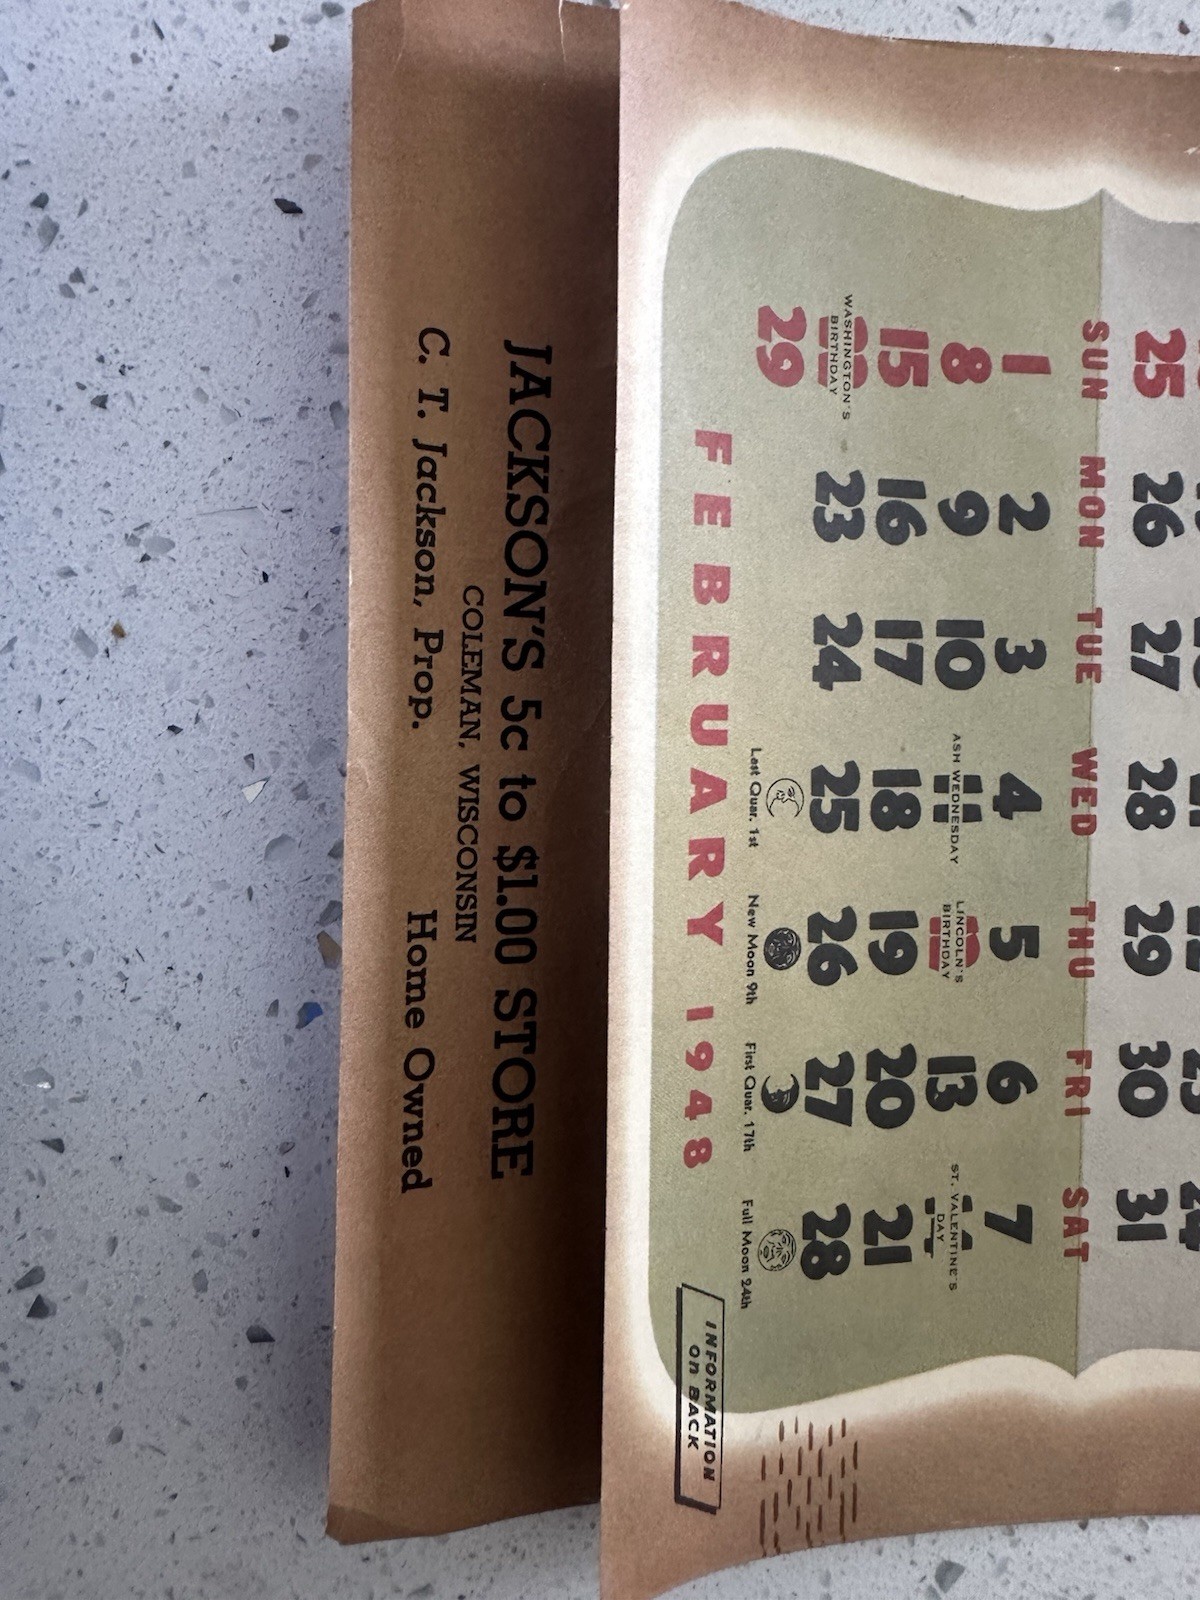 25 26 27 28 29 30 31
SUN MON TUE WED THU FRI SAT
1 2 3 4 5 6 7
ASH WEDNESDAY
LINCOLN'S BIRTHDAY
ST. VALENTINE'S DAY
8 9 10 11 12 13 14
15 16 17 18 19 20 21
WASHINGTON'S BIRTHDAY
22 23 24 25 26 27 28
29
Last Quar. 1st New Moon 9th First Quar. 17th Full Moon 24th
FEBRUARY 1948
INFORMATION
on BACK
JACKSON'S 5c to $1.00 STORE
COLEMAN, WISCONSIN
C. T. Jackson, Prop. Home Owned